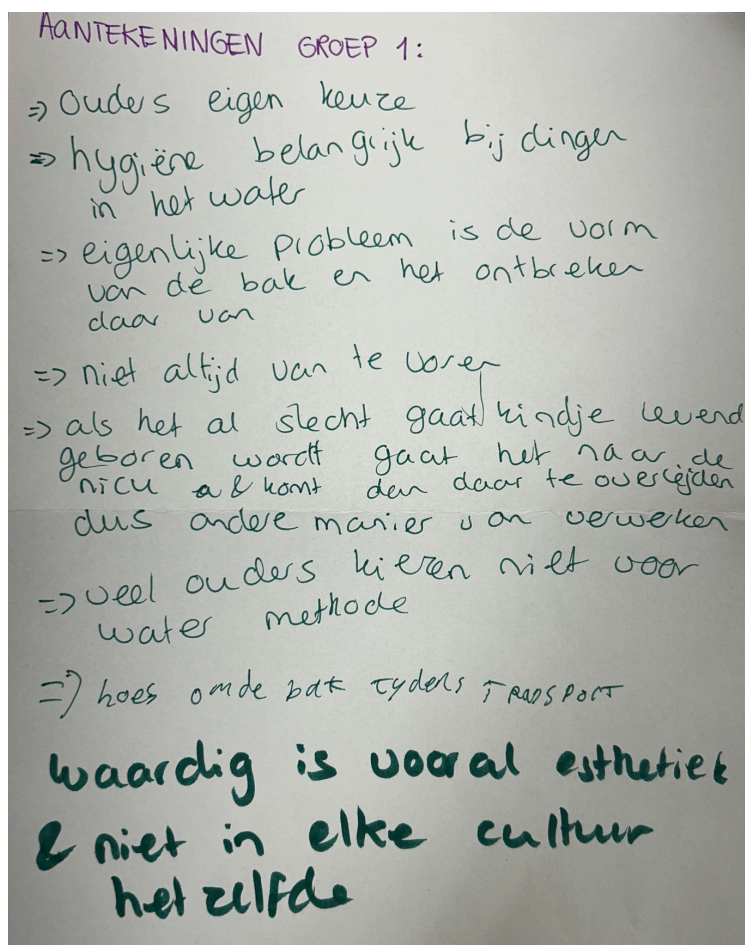 AANTEKENINGEN GROEP 1:
=> ouders eigen keuze
=> hygiëne belangrijk bij dingen
in het water
=> eigenlijke probleem is de vorm
van de bak en het ontbreken
daar van
=> niet altijd van te voren
=> als het al slecht gaat kindje levend
geboren wordt gaat het naar de
nicu & komt den daar te overlijden
dus andere manier van verwerken
=> veel ouders kiezen niet voor
water methode
=> hoes om de bak tijdens TRANSPORT
waardig is vooral esthetiek
& niet in elke cultuur
het zelfde